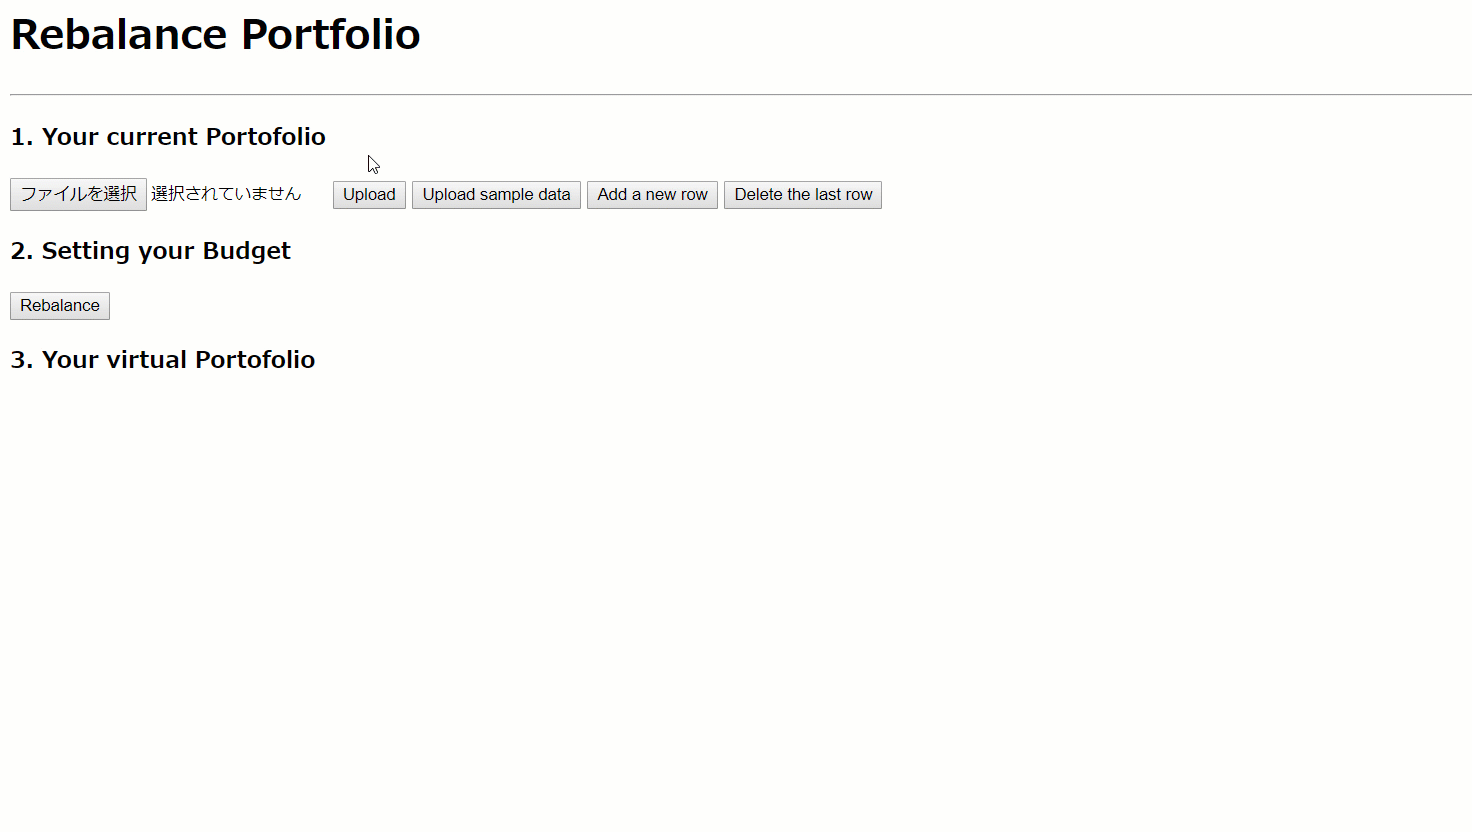 Rebalance Portfolio
1. Your current Portofolio
ファイルを選択 選択されていません Upload Upload sample data Add a new row Delete the last row
2. Setting your Budget
Rebalance
3. Your virtual Portofolio